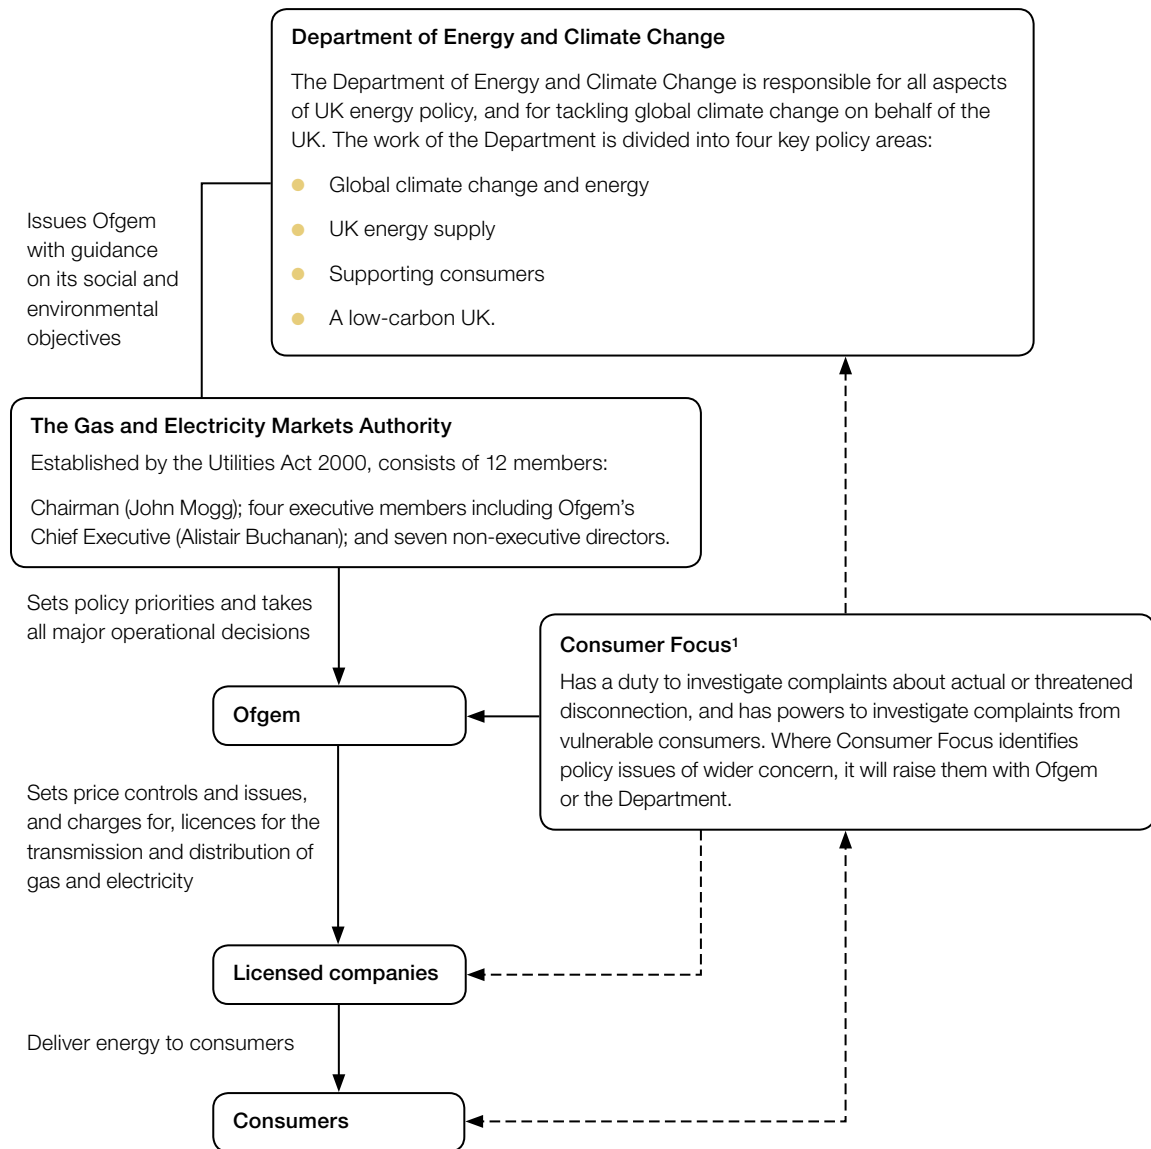 Department of Energy and Climate Change
The Department of Energy and Climate Change is responsible for all aspects
of UK energy policy, and for tackling global climate change on behalf of the
UK. The work of the Department is divided into four key policy areas:
Global climate change and energy
UK energy supply
Supporting consumers
A low-carbon UK.
Issues Ofgem
with guidance
on its social and
environmental
objectives
The Gas and Electricity Markets Authority
Established by the Utilities Act 2000, consists of 12 members:
Chairman (John Mogg); four executive members including Ofgem's
Chief Executive (Alistair Buchanan); and seven non-executive directors.
Sets policy priorities and takes
all major operational decisions
Consumer Focus¹
Has a duty to investigate complaints about actual or threatened
disconnection, and has powers to investigate complaints from
vulnerable consumers. Where Consumer Focus identifies
policy issues of wider concern, it will raise them with Ofgem
or the Department.
Ofgem
Sets price controls and issues,
and charges for, licences for the
transmission and distribution of
gas and electricity
Licensed companies
Deliver energy to consumers
Consumers